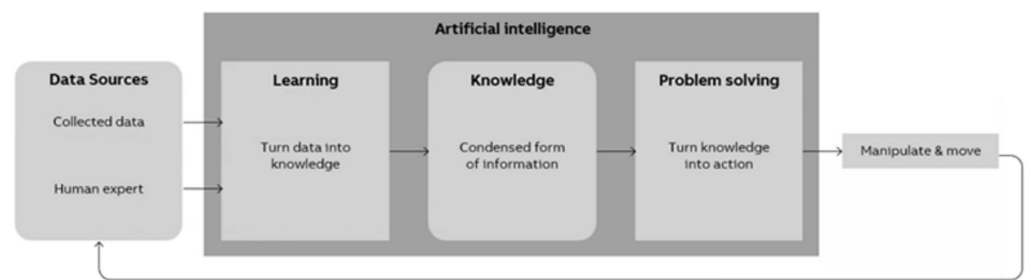 Artificial intelligence
Data Sources
Collected data
Human expert
Learning
Turn data into
knowledge
Knowledge
Condensed form
of information
Problem solving
Turn knowledge
into action
Manipulate & move